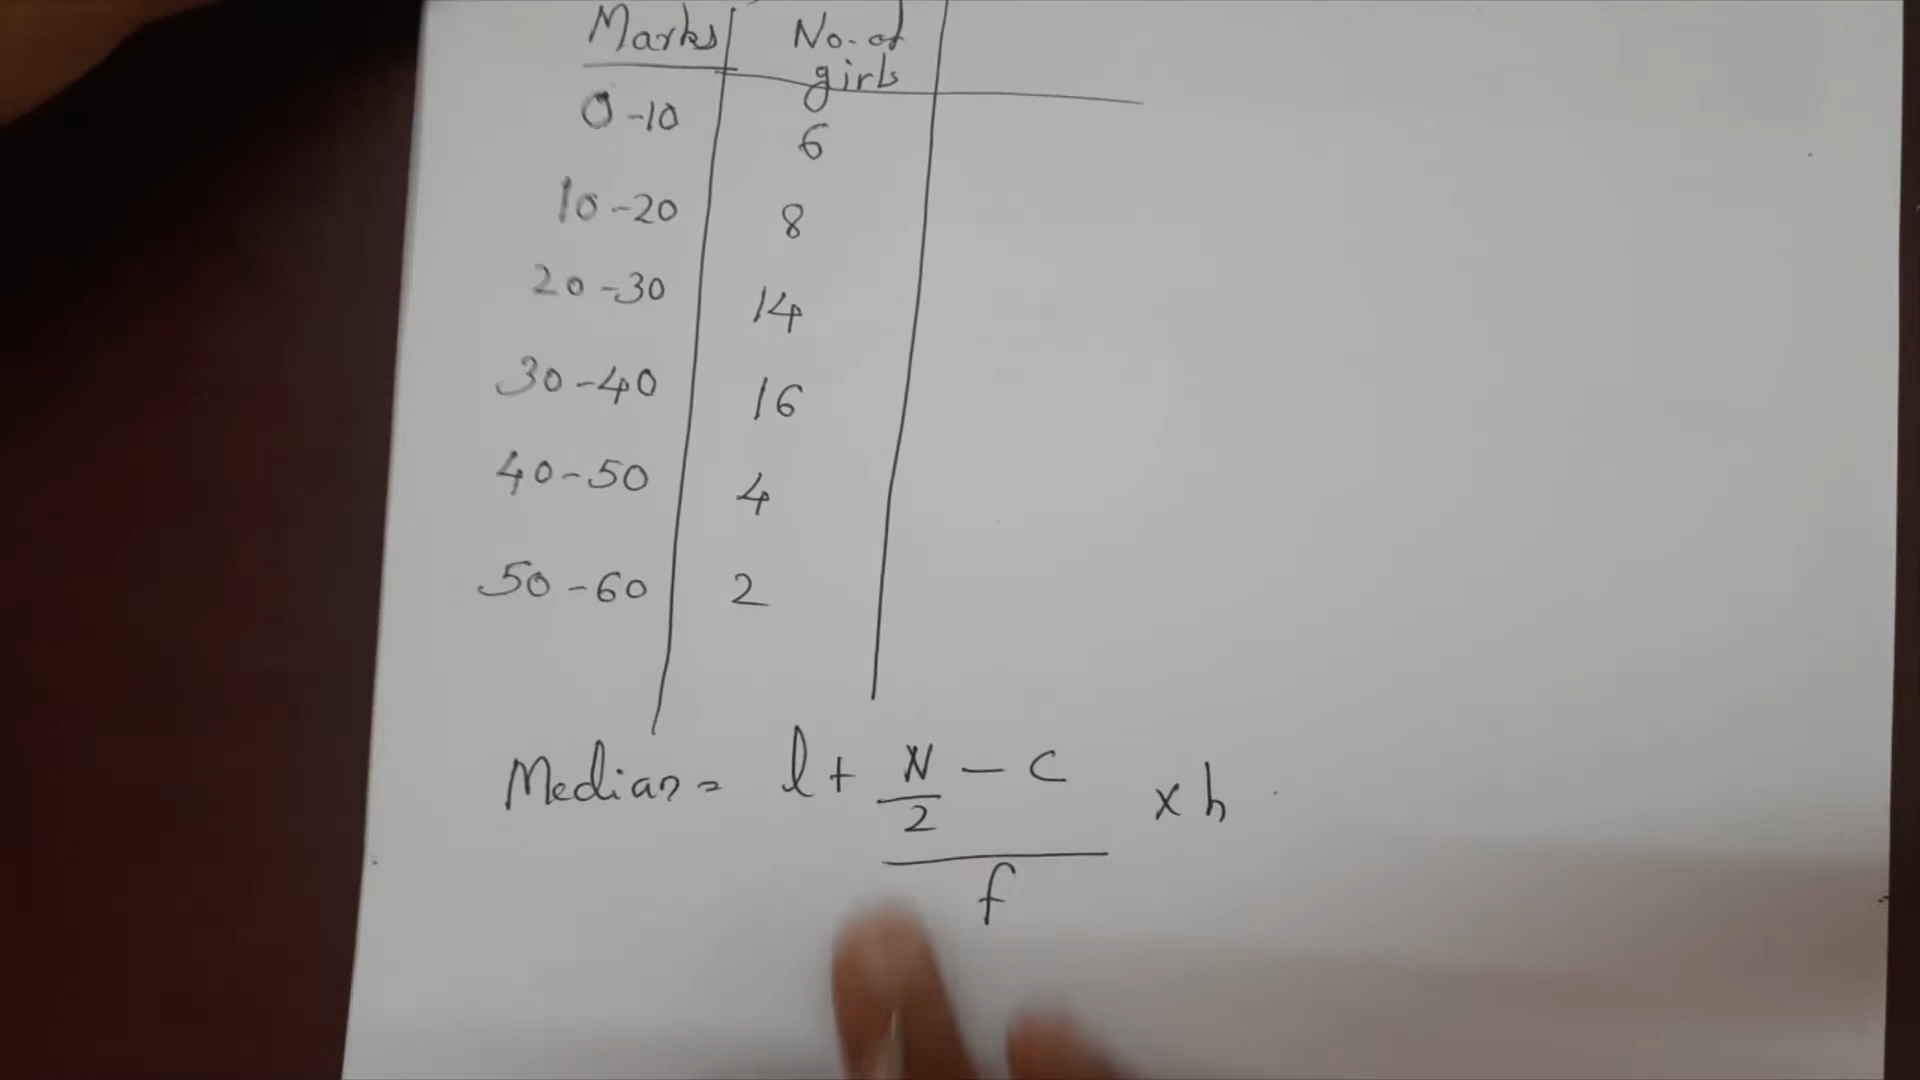 Marks No. of
girls
0-10 6
10-20 8
20-30 14
30-40 16
40-50 4
50-60 2
Median = l + N/2 - C
f
x h